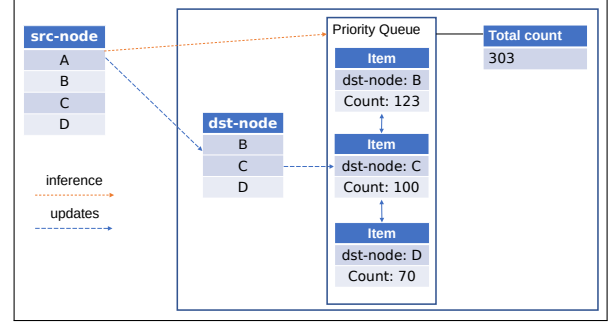 src-node
A
B
C
D
inference
updates
dst-node
B
C
D
Priority Queue
Item
dst-node: B
Count: 123
Item
dst-node: C
Count: 100
Item
dst-node: D
Count: 70
Total count
303